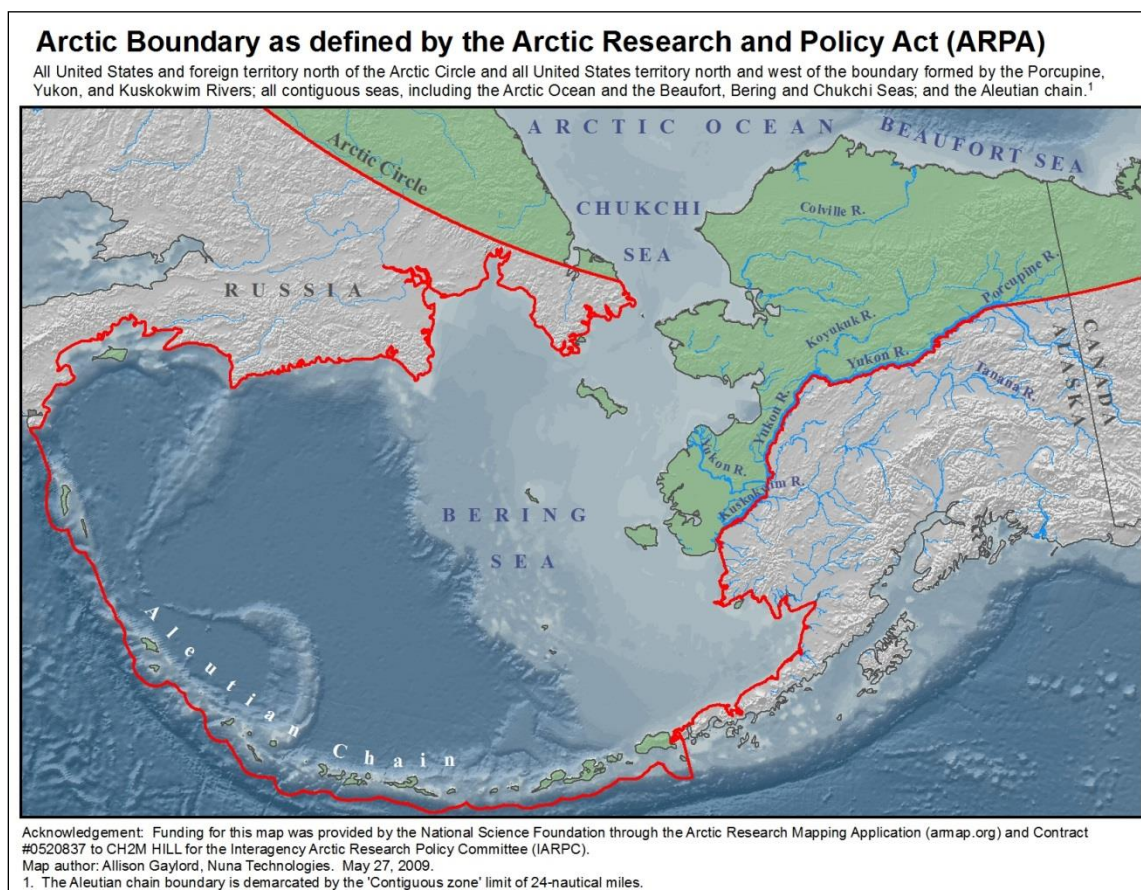 Arctic Boundary as defined by the Arctic Research and Policy Act (ARPA)
All United States and foreign territory north of the Arctic Circle and all United States territory north and west of the boundary formed by the Porcupine,
Yukon, and Kuskokwim Rivers; all contiguous seas, including the Arctic Ocean and the Beaufort, Bering and Chukchi Seas; and the Aleutian chain.1
ARCTIC OCEAN
BEAUFORT SEA
Arctic Circle
CHUKCHI
SEA
Colville R.
RUSSIA
Porcupine R.
Koyukuk R.
Yukon R.
CANADA
ALASKA
Tanana R.
Yukon R.
Yukon R.
Kuskokwim R.
BERING
SEA
Aleutian
Chain
Acknowledgement: Funding for this map was provided by the National Science Foundation through the Arctic Research Mapping Application (armap.org) and Contract
#0520837 to CH2M HILL for the Interagency Arctic Research Policy Committee (IARPC).
Map author: Allison Gaylord, Nuna Technologies. May 27, 2009.
1. The Aleutian chain boundary is demarcated by the 'Contiguous zone' limit of 24-nautical miles.